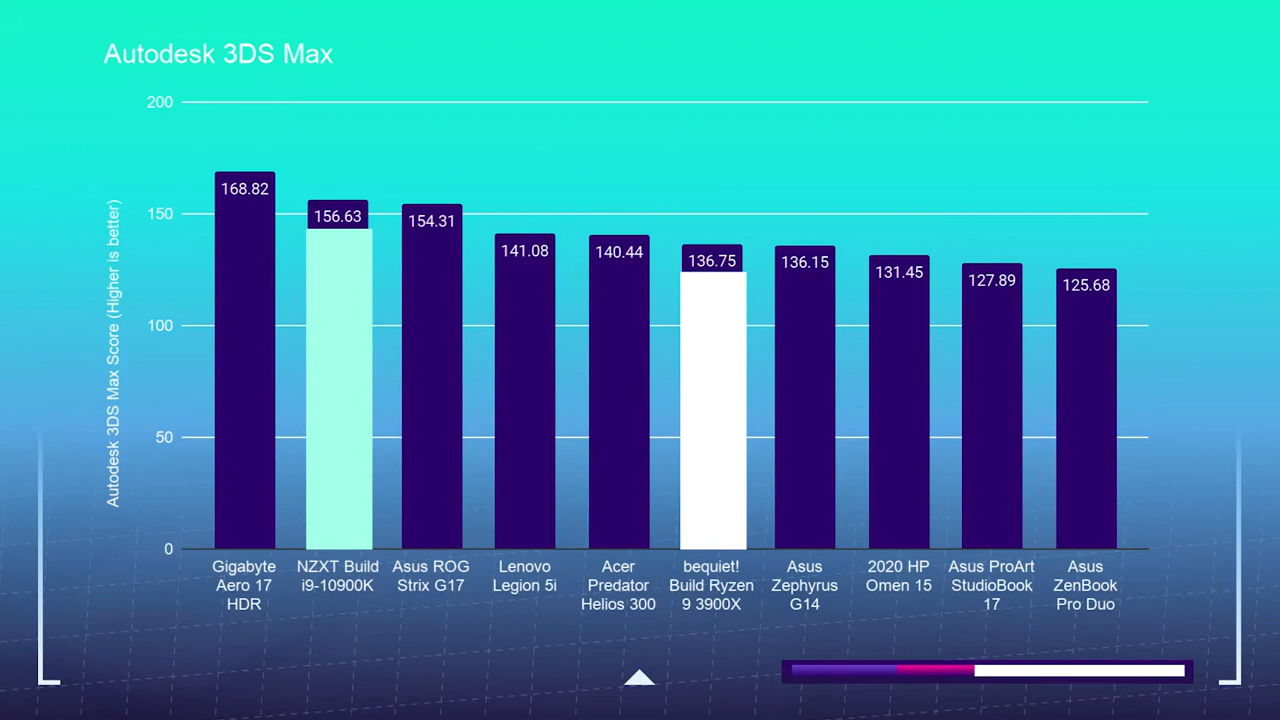 Autodesk 3DS Max
Autodesk 3DS Max Score (Higher is better)
200
150
100
50
0
168.82
156.63
154.31
141.08
140.44
136.75
136.15
131.45
127.89
125.68
Gigabyte
Aero 17
HDR
NZXT Build
i9-10900K
Asus ROG
Strix G17
Lenovo
Legion 5i
Acer
Predator
Helios 300
bequiet!
Build Ryzen
9 3900X
Asus
Zephyrus
G14
2020 HP
Omen 15
Asus ProArt
StudioBook
17
Asus
ZenBook
Pro Duo